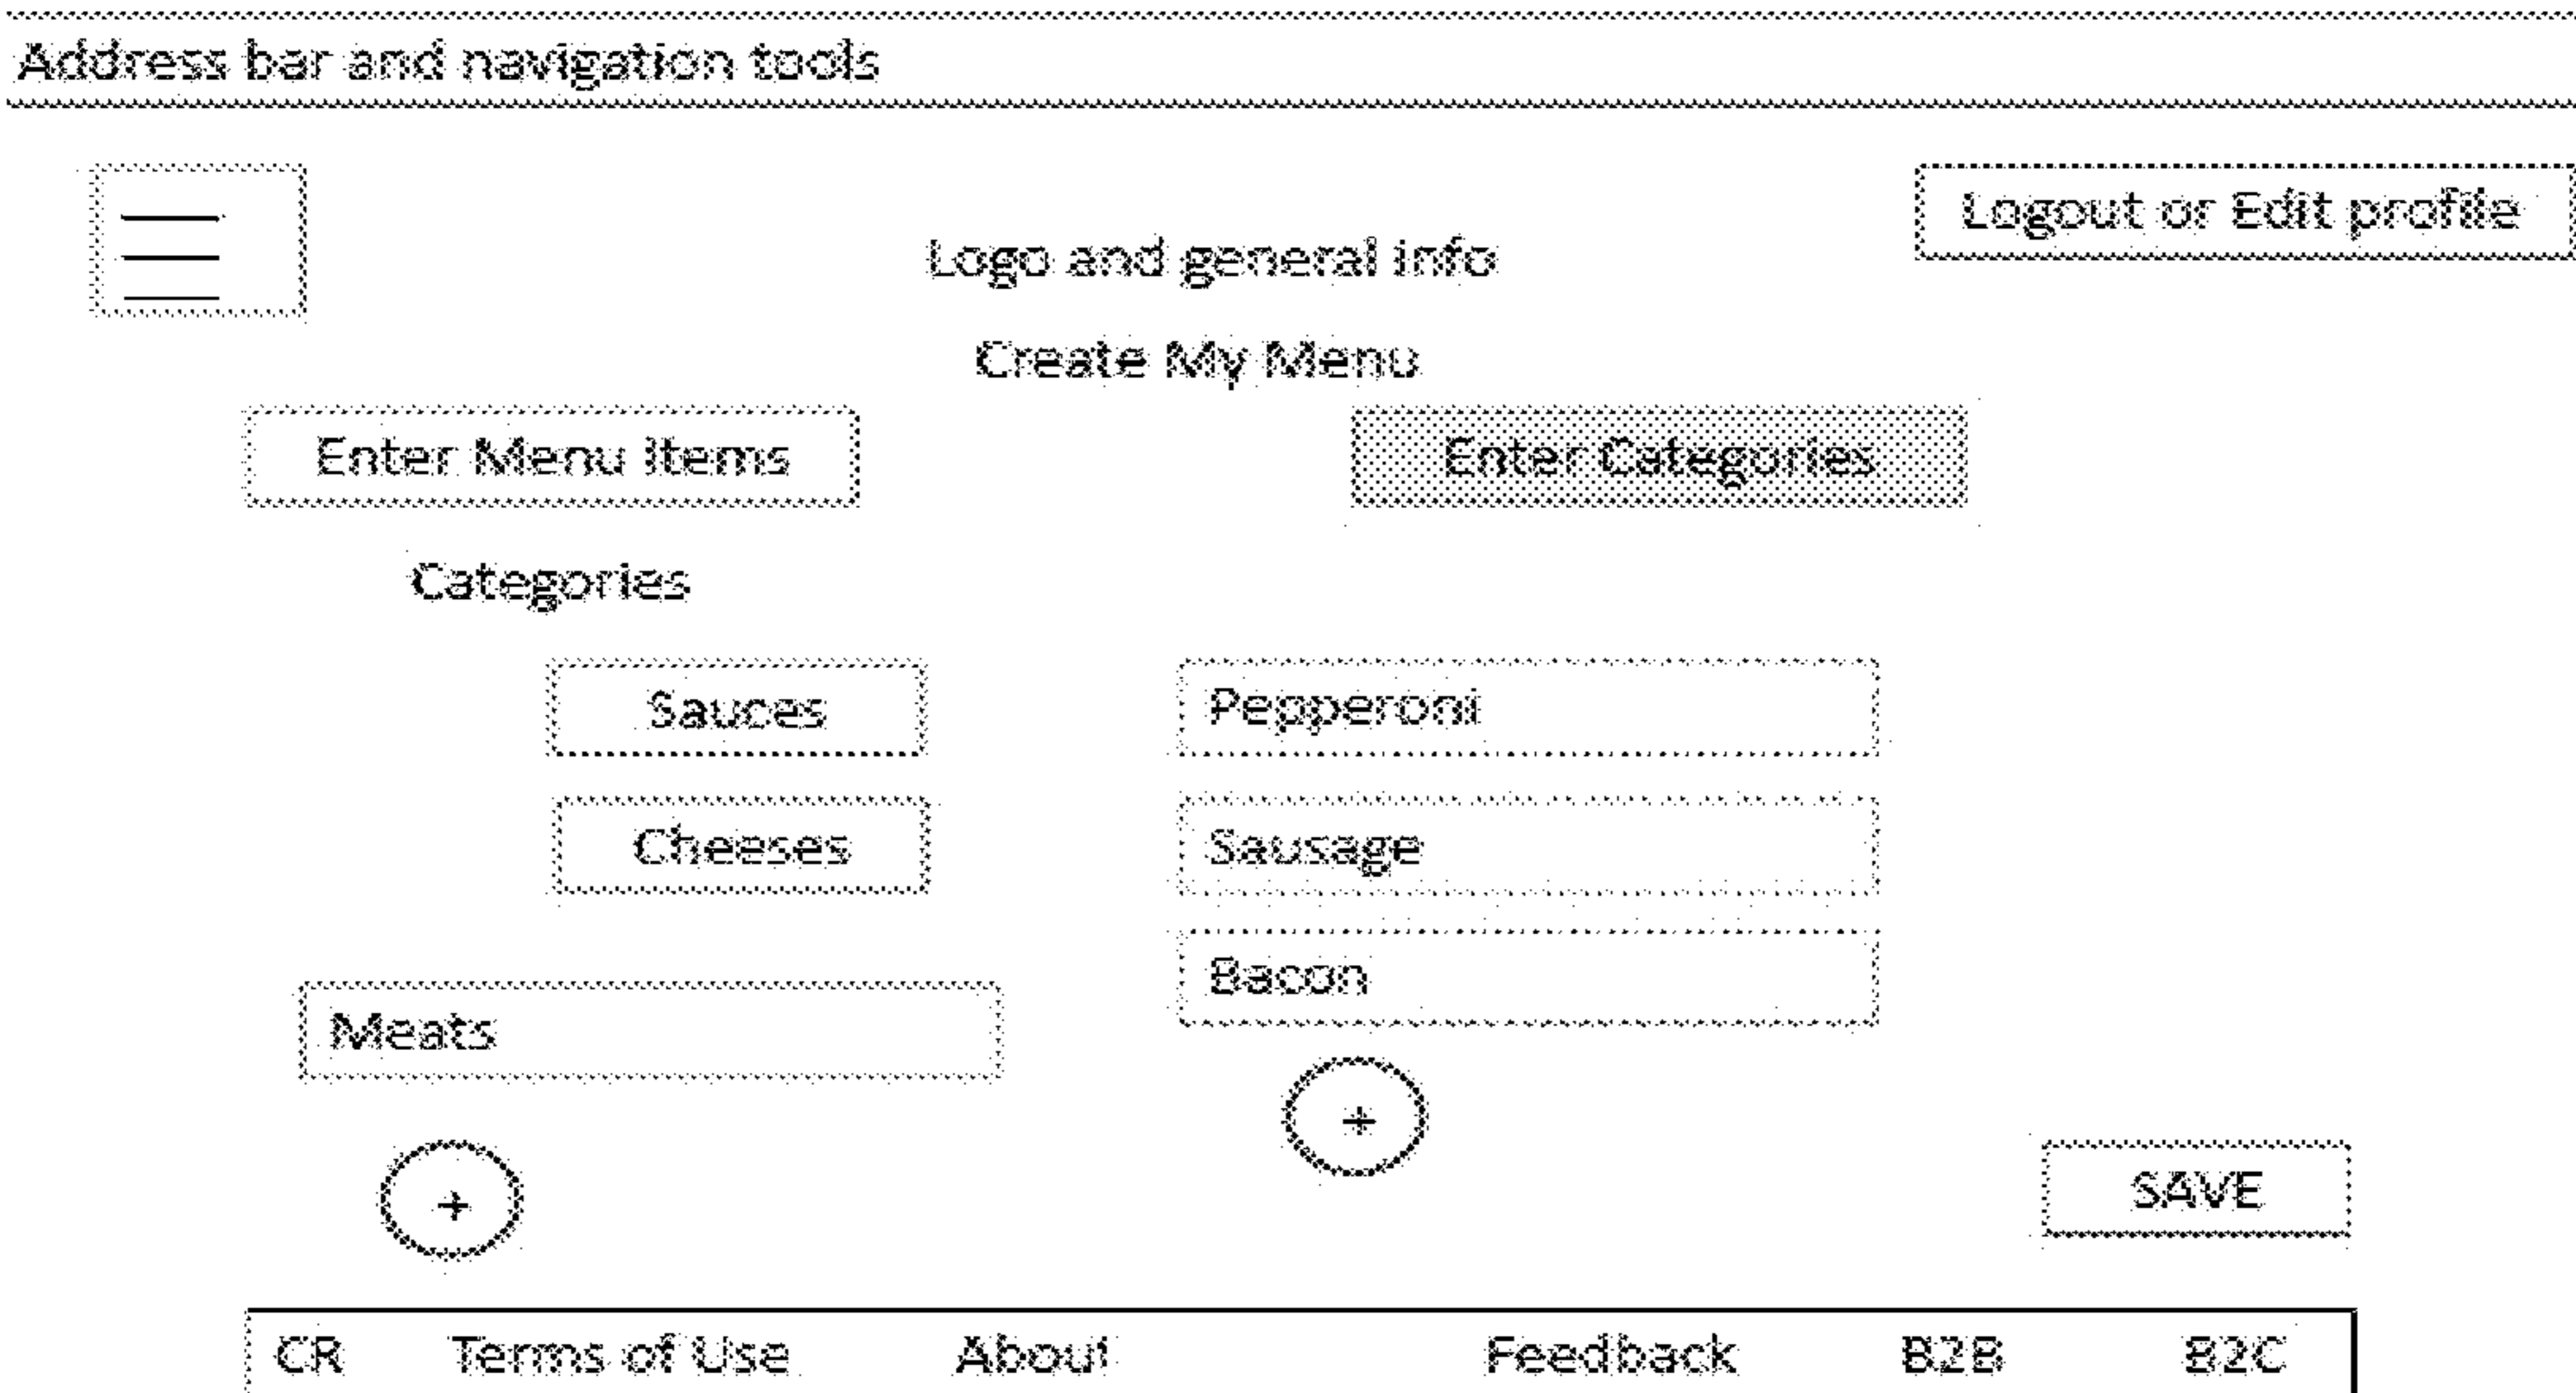 Address bar and navigation tools
Logout or Edit profile
Logo and general info
Create My Menu
Enter Menu Items
Enter Categories
Categories
Sauces
Pepperoni
Cheeses
Sausage
Bacon
Meats
+
+
SAVE
CR Terms of Use About Feedback B2B B2C